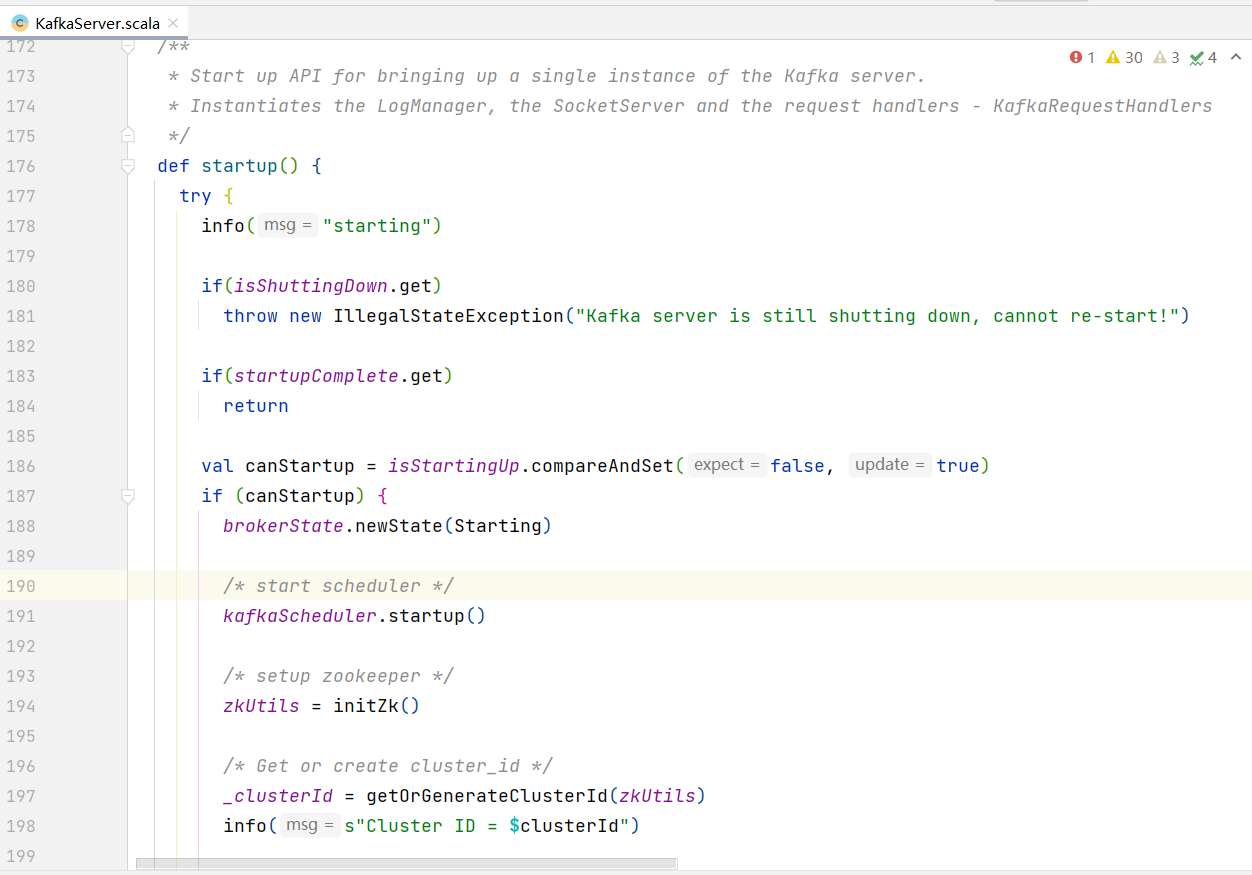 KafkaServer.scala
1 30 3 4
172 /**
173 * Start up API for bringing up a single instance of the Kafka server.
174 * Instantiates the LogManager, the SocketServer and the request handlers - KafkaRequestHandlers
175 */
176 def startup() {
177 try {
178 info( msg = "starting")
179
180 if(isShuttingDown.get)
181 throw new IllegalStateException("Kafka server is still shutting down, cannot re-start!")
182
183 if(startupComplete.get)
184 return
185
186 val canStartup = isStartingUp.compareAndSet( expect = false, update = true)
187 if (canStartup) {
188 brokerState.newState(Starting)
189
190 /* start scheduler */
191 kafkaScheduler.startup()
192
193 /* setup zookeeper */
194 zkUtils = initZk()
195
196 /* Get or create cluster_id */
197 _clusterId = getOrGenerateClusterId(zkUtils)
198 info( msg = s"Cluster ID = $clusterId")
199